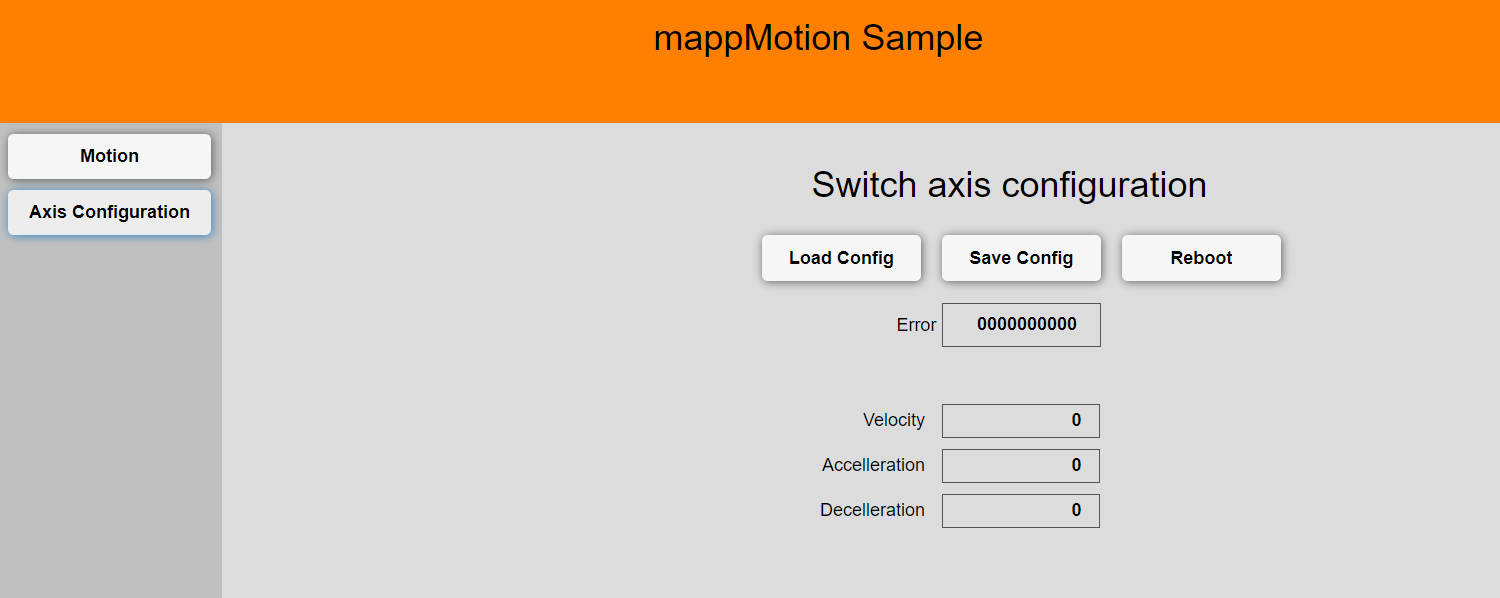 mappMotion Sample
Motion
Axis Configuration
Switch axis configuration
Load Config Save Config Reboot
Error 0000000000
Velocity 0
Accelleration 0
Decelleration 0